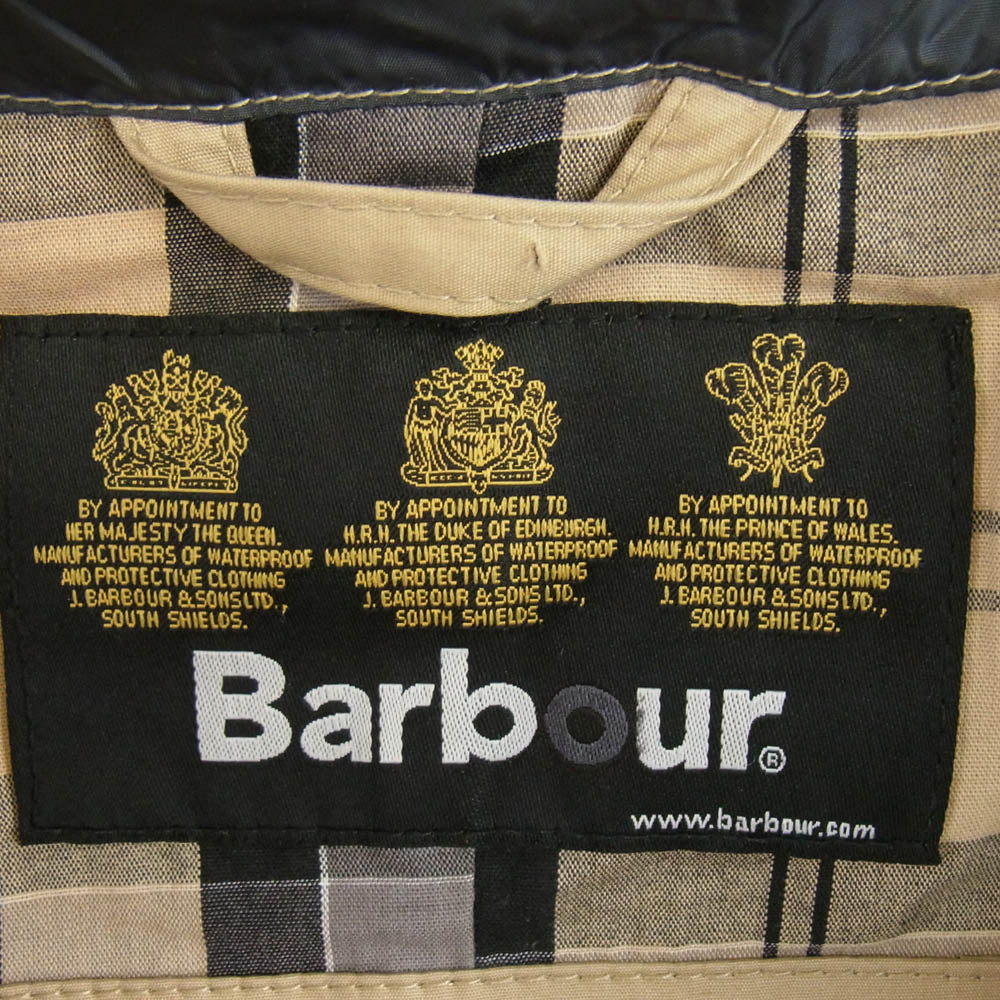 BY APPOINTMENT TO
HER MAJESTY THE QUEEN.
MANUFACTURERS OF WATERPROOF
AND PROTECTIVE CLOTHING
J. BARBOUR & SONS LTD.,
SOUTH SHIELDS.
BY APPOINTMENT TO
H.R.H. THE DUKE OF EDINBURGH.
MANUFACTURERS OF WATERPROOF
AND PROTECTIVE CLOTHING
J. BARBOUR & SONS LTD.,
SOUTH SHIELDS.
BY APPOINTMENT TO
H.R.H. THE PRINCE OF WALES.
MANUFACTURERS OF WATERPROOF
AND PROTECTIVE CLOTHING
J. BARBOUR & SONS LTD.,
SOUTH SHIELDS.
Barbour®
www.barbour.com